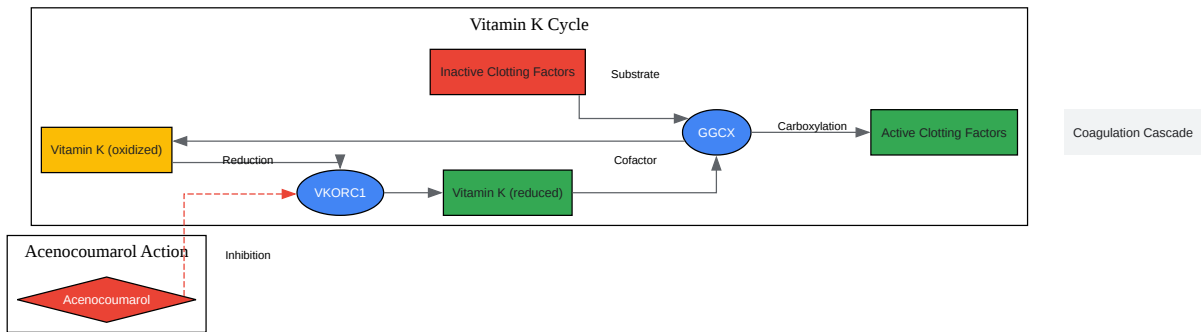 Vitamin K Cycle
Inactive Clotting Factors
Substrate
GGCX
Carboxylation
Active Clotting Factors
Coagulation Cascade
Vitamin K (oxidized)
Reduction
Cofactor
VKORC1
Vitamin K (reduced)
Acenocoumarol Action
Inhibition
Acenocoumarol